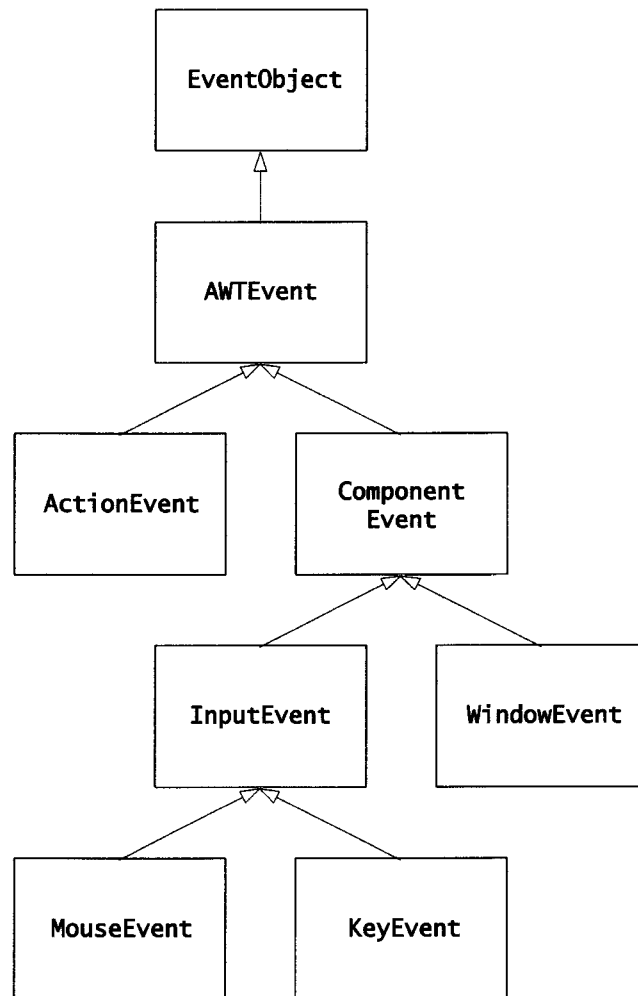 EventObject
AWTEvent
ActionEvent
Component
Event
InputEvent
WindowEvent
MouseEvent
KeyEvent